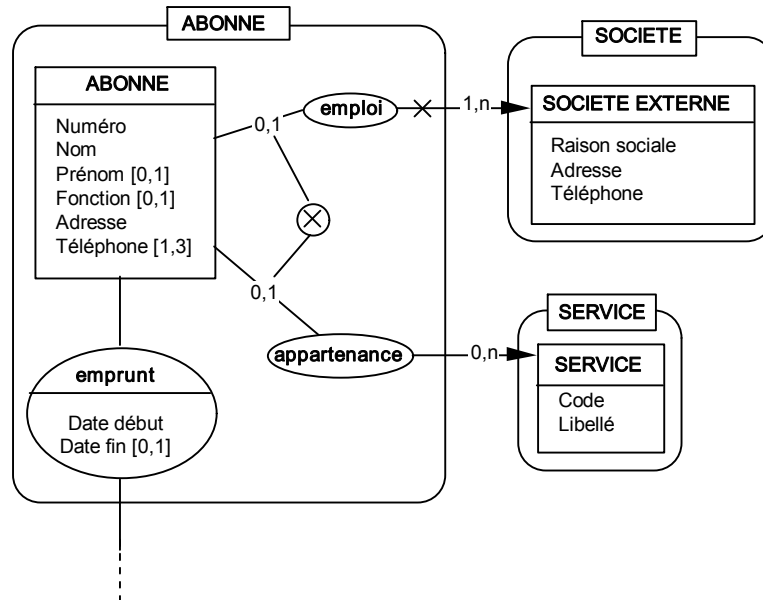 ABONNE
ABONNE
Numéro
Nom
Prénom [0,1]
Fonction [0,1]
Adresse
Téléphone [1,3]
0,1
emploi
1,n
0,1
appartenance
0,n
emprunt
Date début
Date fin [0,1]
SOCIETE
SOCIETE EXTERNE
Raison sociale
Adresse
Téléphone
SERVICE
SERVICE
Code
Libellé